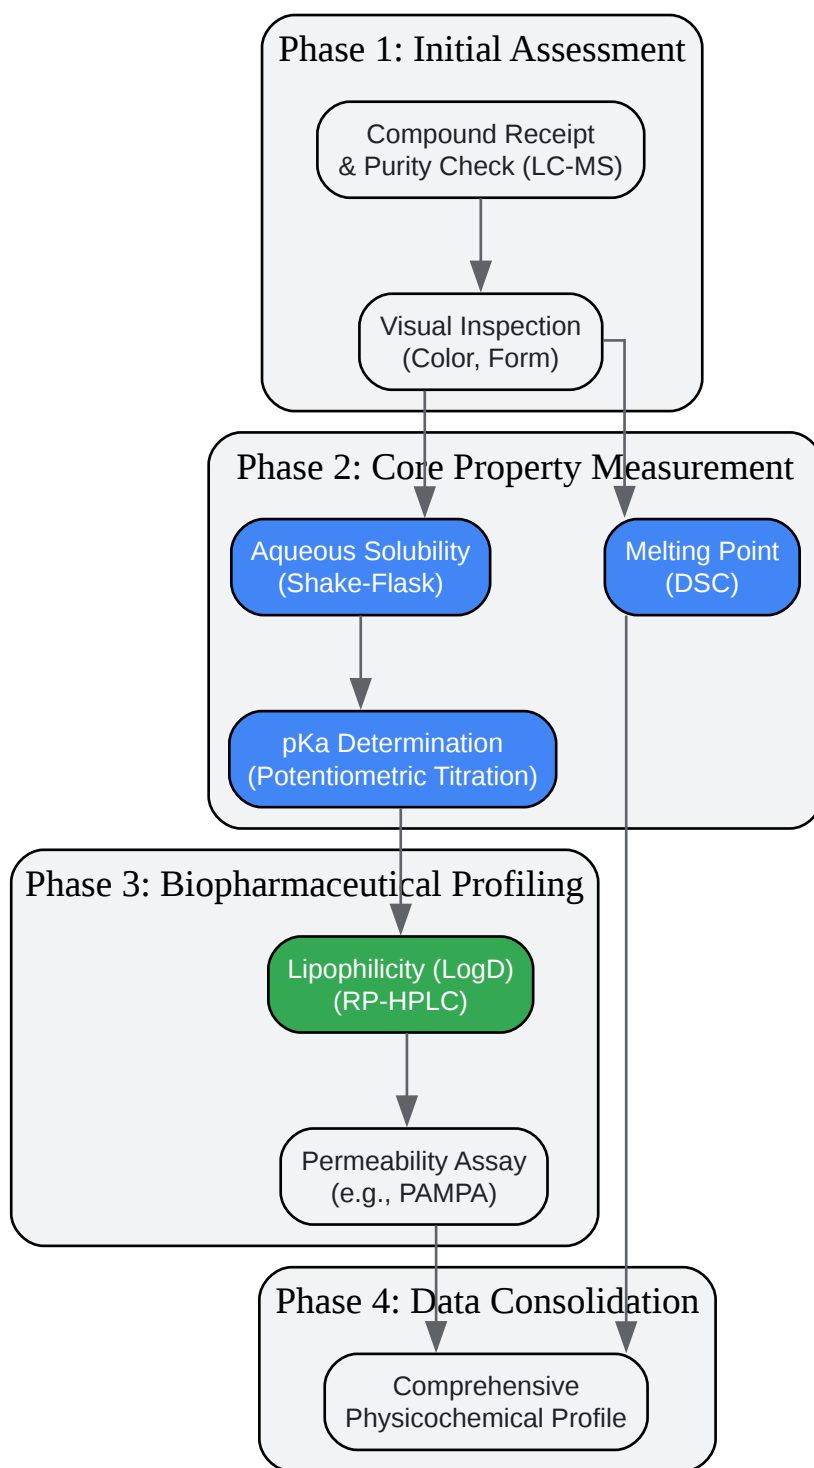 Phase 1: Initial Assessment
Compound Receipt
& Purity Check (LC-MS)
Visual Inspection
(Color, Form)
Phase 2: Core Property Measurement
Aqueous Solubility
(Shake-Flask)
Melting Point
(DSC)
pKa Determination
(Potentiometric Titration)
Phase 3: Biopharmaceutical Profiling
Lipophilicity (LogD)
(RP-HPLC)
Permeability Assay
(e.g., PAMPA)
Phase 4: Data Consolidation
Comprehensive
Physicochemical Profile